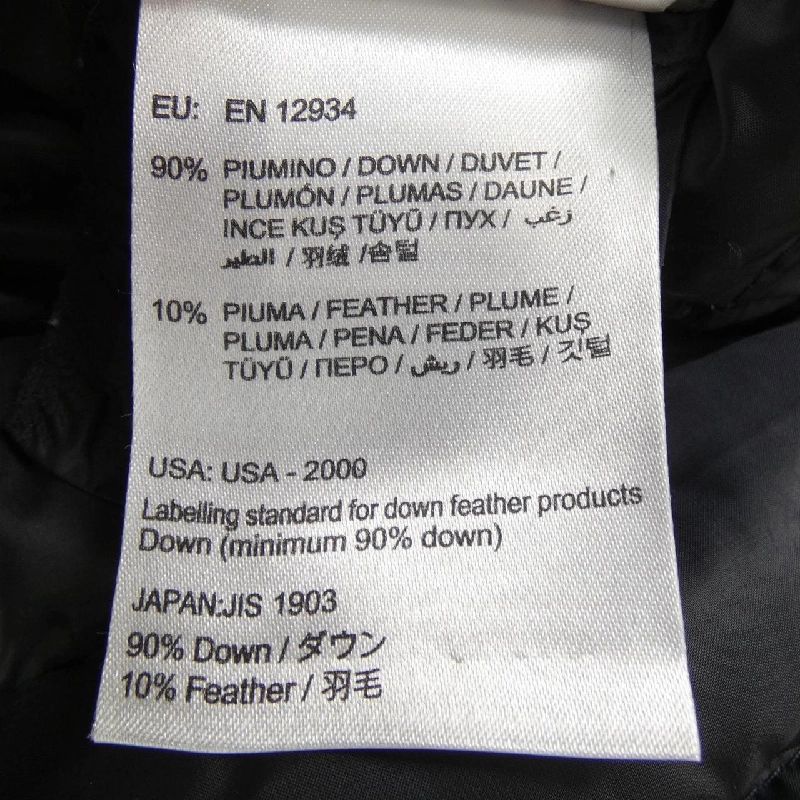 EU: EN 12934
90% PIUMINO / DOWN / DUVET /
PLUMÓN / PLUMAS / DAUNE /
INCE KUŞ TÜYÜ / ПУХ / زغب
الطير / 羽绒 /솜털
10% PIUMA / FEATHER / PLUME /
PLUMA / PENA / FEDER / KUŞ
TÜYÜ / ПЕРО / ريش / 羽毛 / 깃털
USA: USA - 2000
Labelling standard for down feather products
Down (minimum 90% down)
JAPAN:JIS 1903
90% Down / ダウン
10% Feather / 羽毛